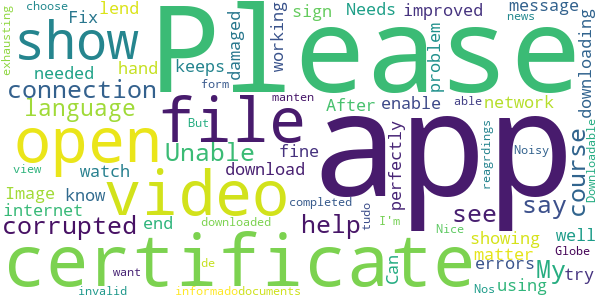 choose
Fix
lend
sign
Needs
improved
message
news
exhausting
show
Please
damaged
working
problem
downloading
needed
hand
keeps
form
connection
file
manten
After
enable
able
network
language
But
app
course
Downloadable
open
Unable
fine
perfectly
reagrdings
Noisy
view
watch
video
download
Image
know
completed
see
say
internet
corrupted
end
downloaded
help
tudo
I'm
Nice
showing
well
certificate
Can
errors
matter
Globe
want
de
My
try
invalid
informado
documents
Nos
using